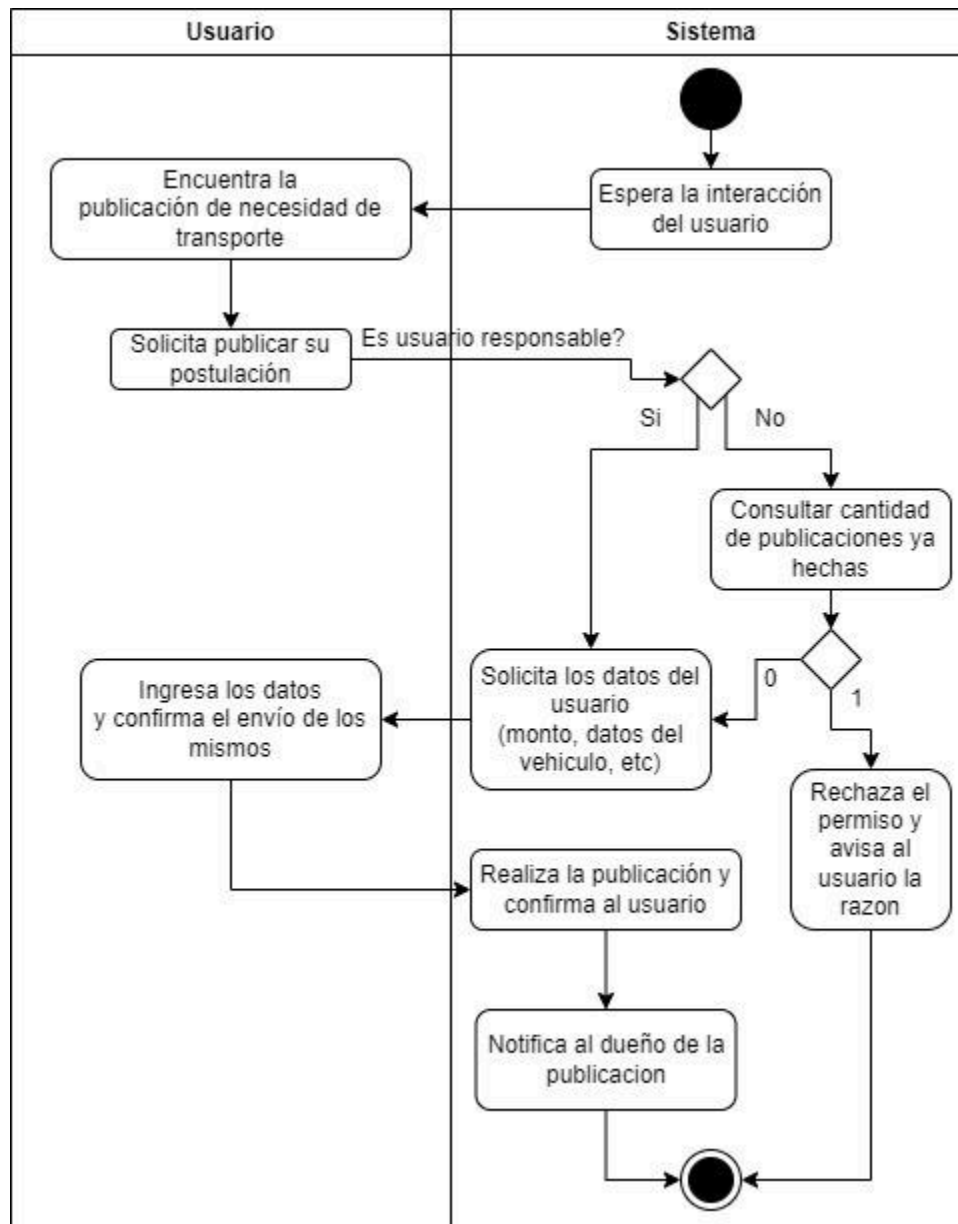 Usuario
Sistema
Espera la interacción
del usuario
Encuentra la
publicación de necesidad de
transporte
Solicita publicar su
postulación
Es usuario responsable?
Si
No
Consultar cantidad
de publicaciones ya
hechas
0
1
Solicita los datos del
usuario
(monto, datos del
vehiculo, etc)
Ingresa los datos
y confirma el envío de los
mismos
Rechaza el
permiso y
avisa al
usuario la
razon
Realiza la publicación y
confirma al usuario
Notifica al dueño de la
publicacion